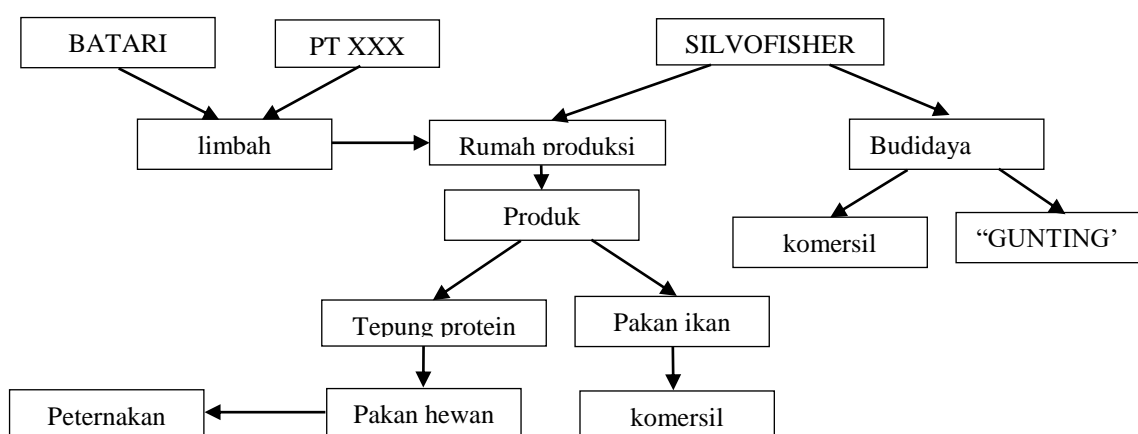 BATARI
PT XXX
SILVOFISHER
limbah
Rumah produksi
Budidaya
Produk
komersil
“GUNTING’
Tepung protein
Pakan ikan
Peternakan
Pakan hewan
komersil